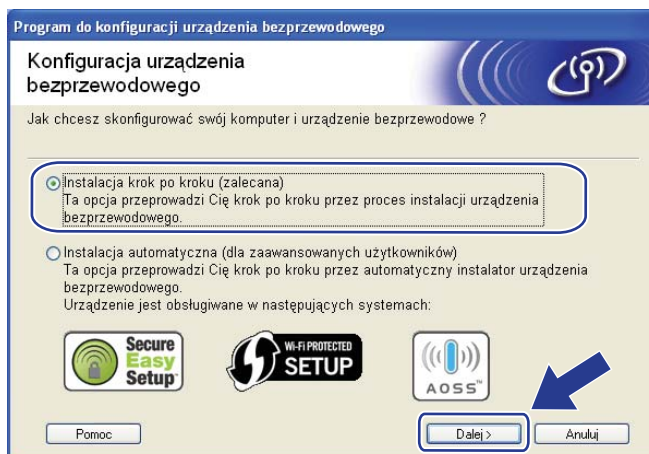 Program do konfiguracji urządzenia bezprzewodowego
Konfiguracja urządzenia
bezprzewodowego
Jak chcesz skonfigurować swój komputer i urządzenie bezprzewodowe ?
Instalacja krok po kroku (zalecana)
Ta opcja przeprowadzi Cię krok po kroku przez proces instalacji urządzenia
bezprzewodowego.
Instalacja automatyczna (dla zaawansowanych użytkowników)
Ta opcja przeprowadzi Cię krok po kroku przez automatyczny instalator urządzenia
bezprzewodowego.
Urządzenie jest obsługiwane w następujących systemach:
Secure
Easy
Setup
Wi-Fi PROTECTED
SETUP
AOSS™
Pomoc
Dalej >
Anuluj